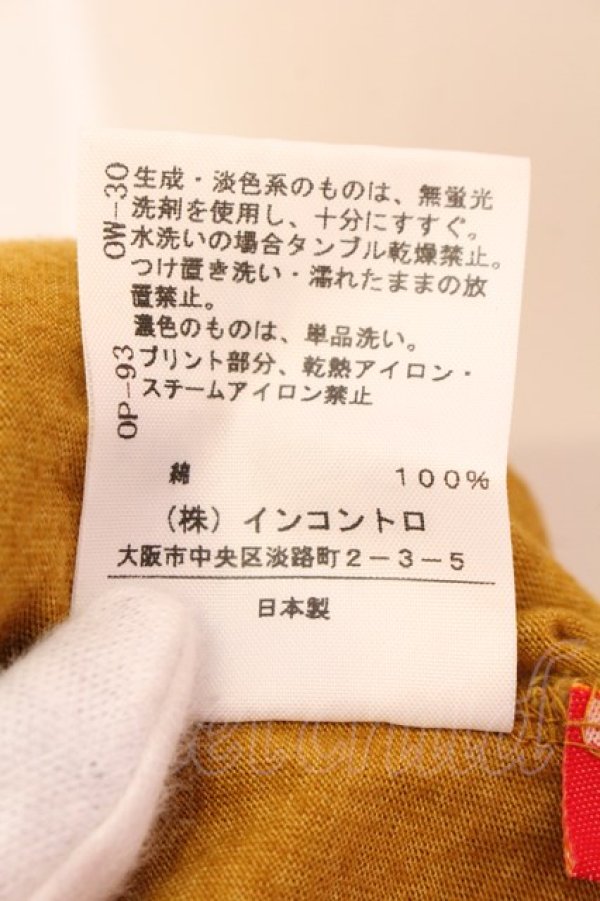 OW-30
生成・淡色系のものは、無蛍光
洗剤を使用し、十分にすすぐ。
水洗いの場合タンブル乾燥禁止。
つけ置き洗い・濡れたままの放
置禁止。
濃色のものは、単品洗い。
OP-93
プリント部分、乾熱アイロン・
スチームアイロン禁止
綿 100%
(株) インコントロ
大阪市中央区淡路町2-3-5
日本製